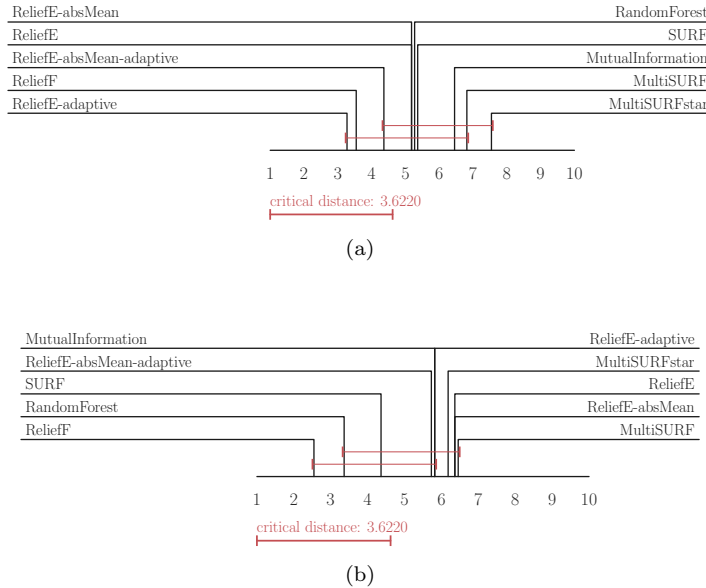 ReliefE-absMean RandomForest
ReliefE SURF
ReliefE-absMean-adaptive MutualInformation
ReliefF MultiSURF
ReliefE-adaptive MultiSURFstar
1 2 3 4 5 6 7 8 9 10
critical distance: 3.6220
(a)
MutualInformation ReliefE-adaptive
ReliefE-absMean-adaptive MultiSURFstar
SURF ReliefE
RandomForest ReliefE-absMean
ReliefF MultiSURF
1 2 3 4 5 6 7 8 9 10
critical distance: 3.6220
(b)